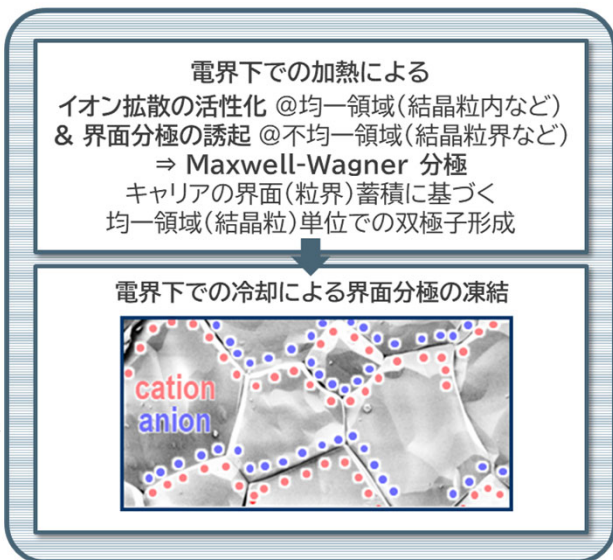 電界下での加熱による
イオン拡散の活性化 @均一領域(結晶粒内など)
& 界面分極の誘起 @不均一領域(結晶粒界など)
⇒ Maxwell-Wagner 分極
キャリアの界面(粒界)蓄積に基づく
均一領域(結晶粒)単位での双極子形成
電界下での冷却による界面分極の凍結
cation
anion